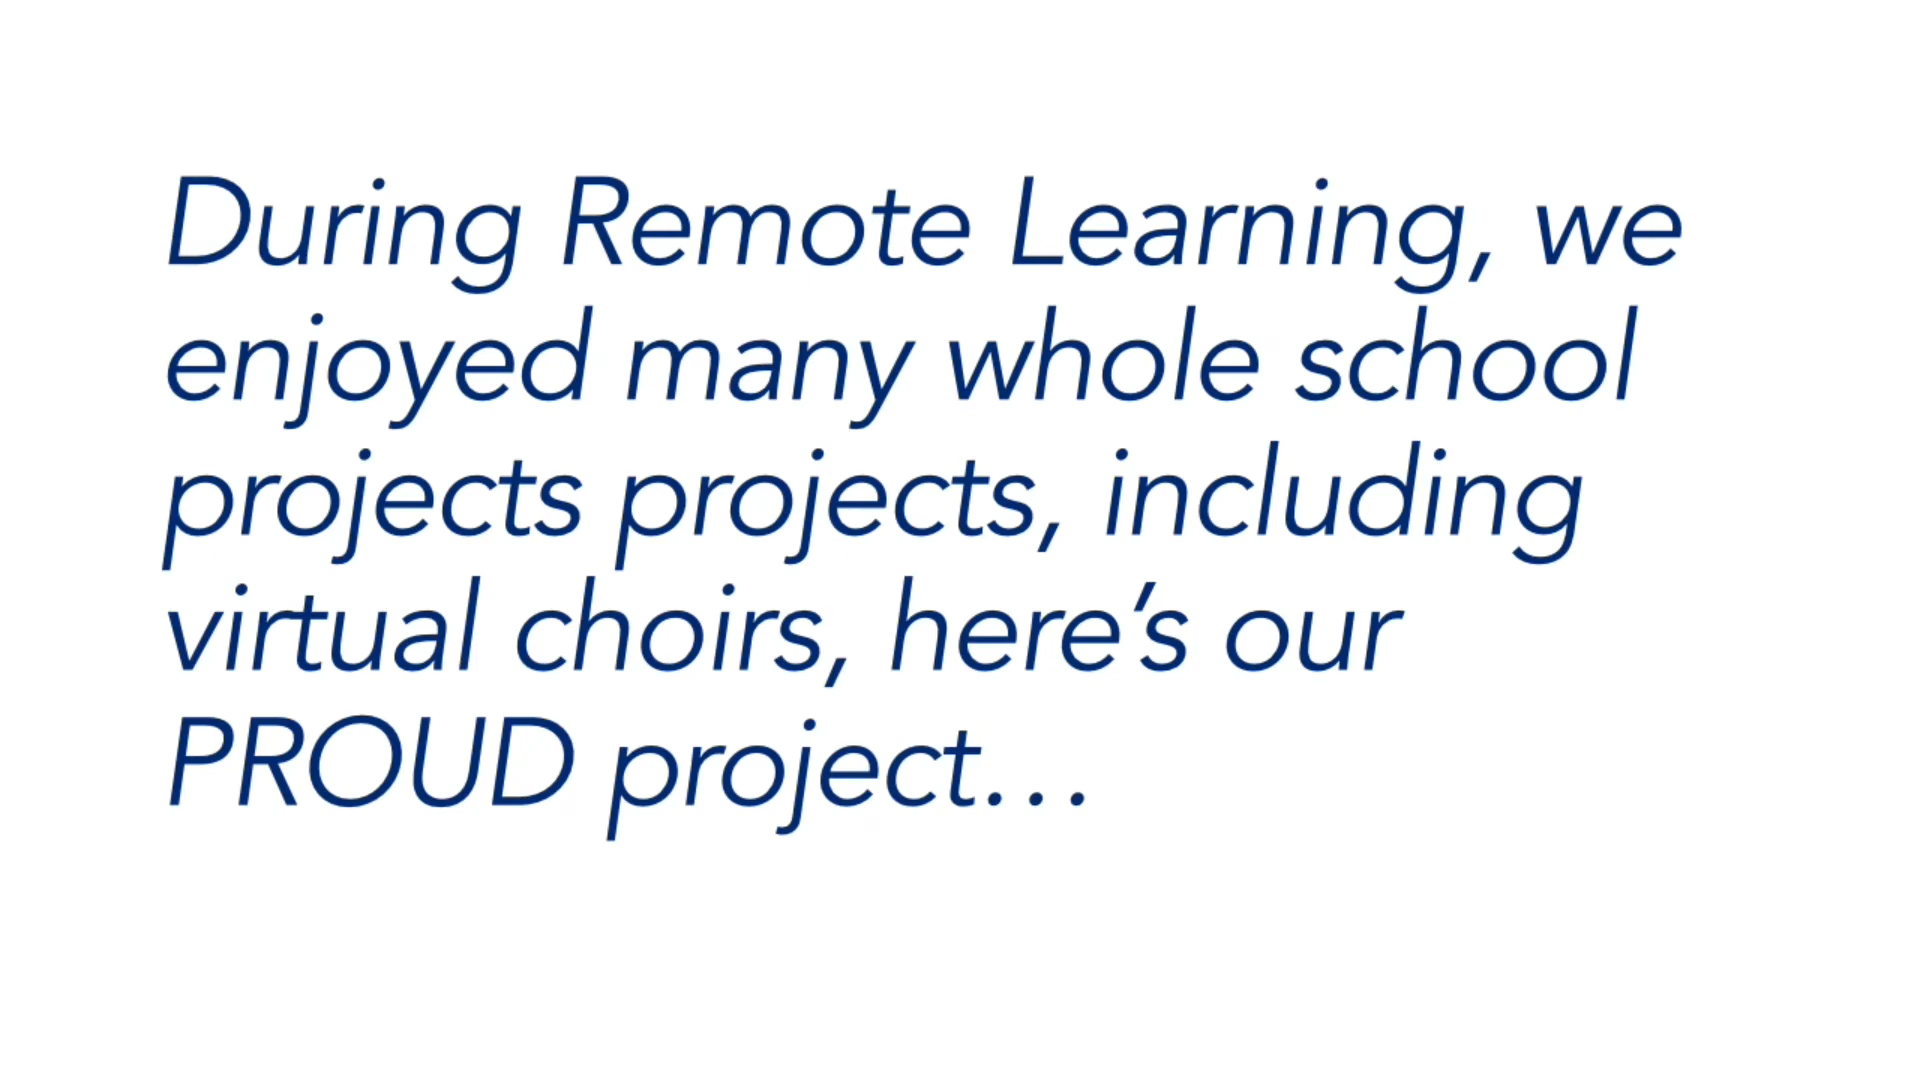 During Remote Learning, we
enjoyed many whole school
projects projects, including
virtual choirs, here’s our
PROUD project…